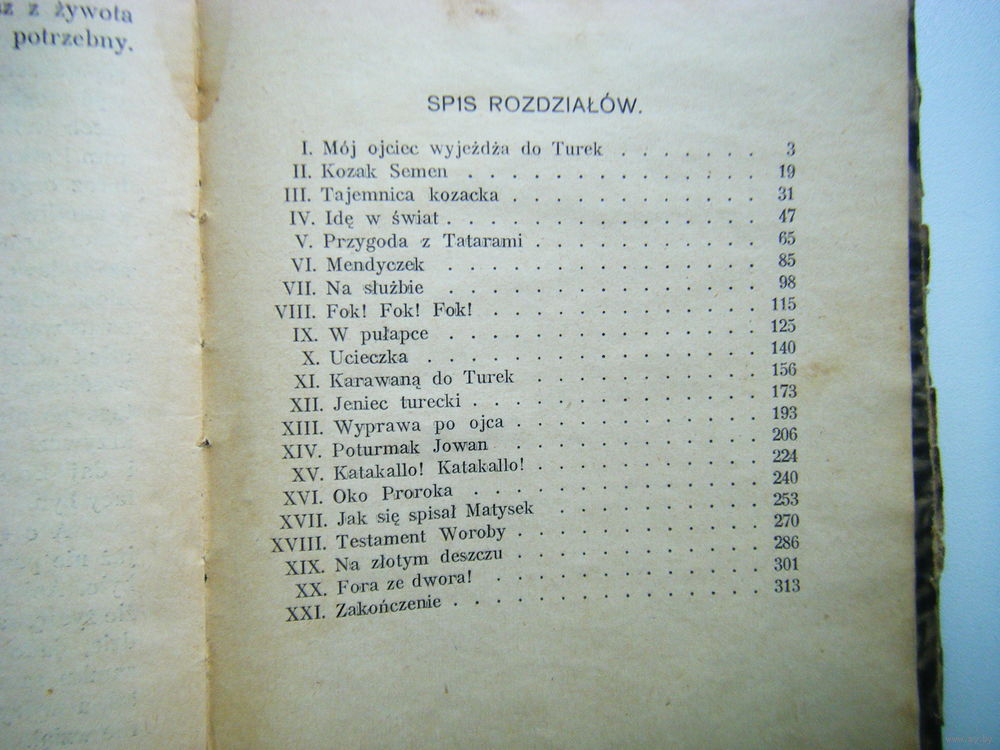 z żywota
potrzebny.
SPIS ROZDZIAŁÓW.
I. Mój ojciec wyjeżdża do Turek . . . . . . . 3
II. Kozak Semen . . . . . . . . . . . . . 19
III. Tajemnica kozacka . . . . . . . . . . . 31
IV. Idę w świat . . . . . . . . . . . . . 47
V. Przygoda z Tatarami . . . . . . . . . . 65
VI. Mendyczek . . . . . . . . . . . . . 85
VII. Na służbie . . . . . . . . . . . . . 98
VIII. Fok! Fok! Fok! . . . . . . . . . . . 115
IX. W pułapce . . . . . . . . . . . . . 125
X. Ucieczka . . . . . . . . . . . . . . 140
XI. Karawaną do Turek . . . . . . . . . . 156
XII. Jeniec turecki . . . . . . . . . . . . 173
XIII. Wyprawa po ojca . . . . . . . . . . 193
XIV. Poturmak Jowan . . . . . . . . . . 206
XV. Katakallo! Katakallo! . . . . . . . . . 224
XVI. Oko Proroka . . . . . . . . . . . . 240
XVII. Jak się spisał Matysek . . . . . . . . 253
XVIII. Testament Woroby . . . . . . . . . . 270
XIX. Na złotym deszczu . . . . . . . . . . 286
XX. Fora ze dwora! . . . . . . . . . . . 301
XXI. Zakończenie . . . . . . . . . . . . 313